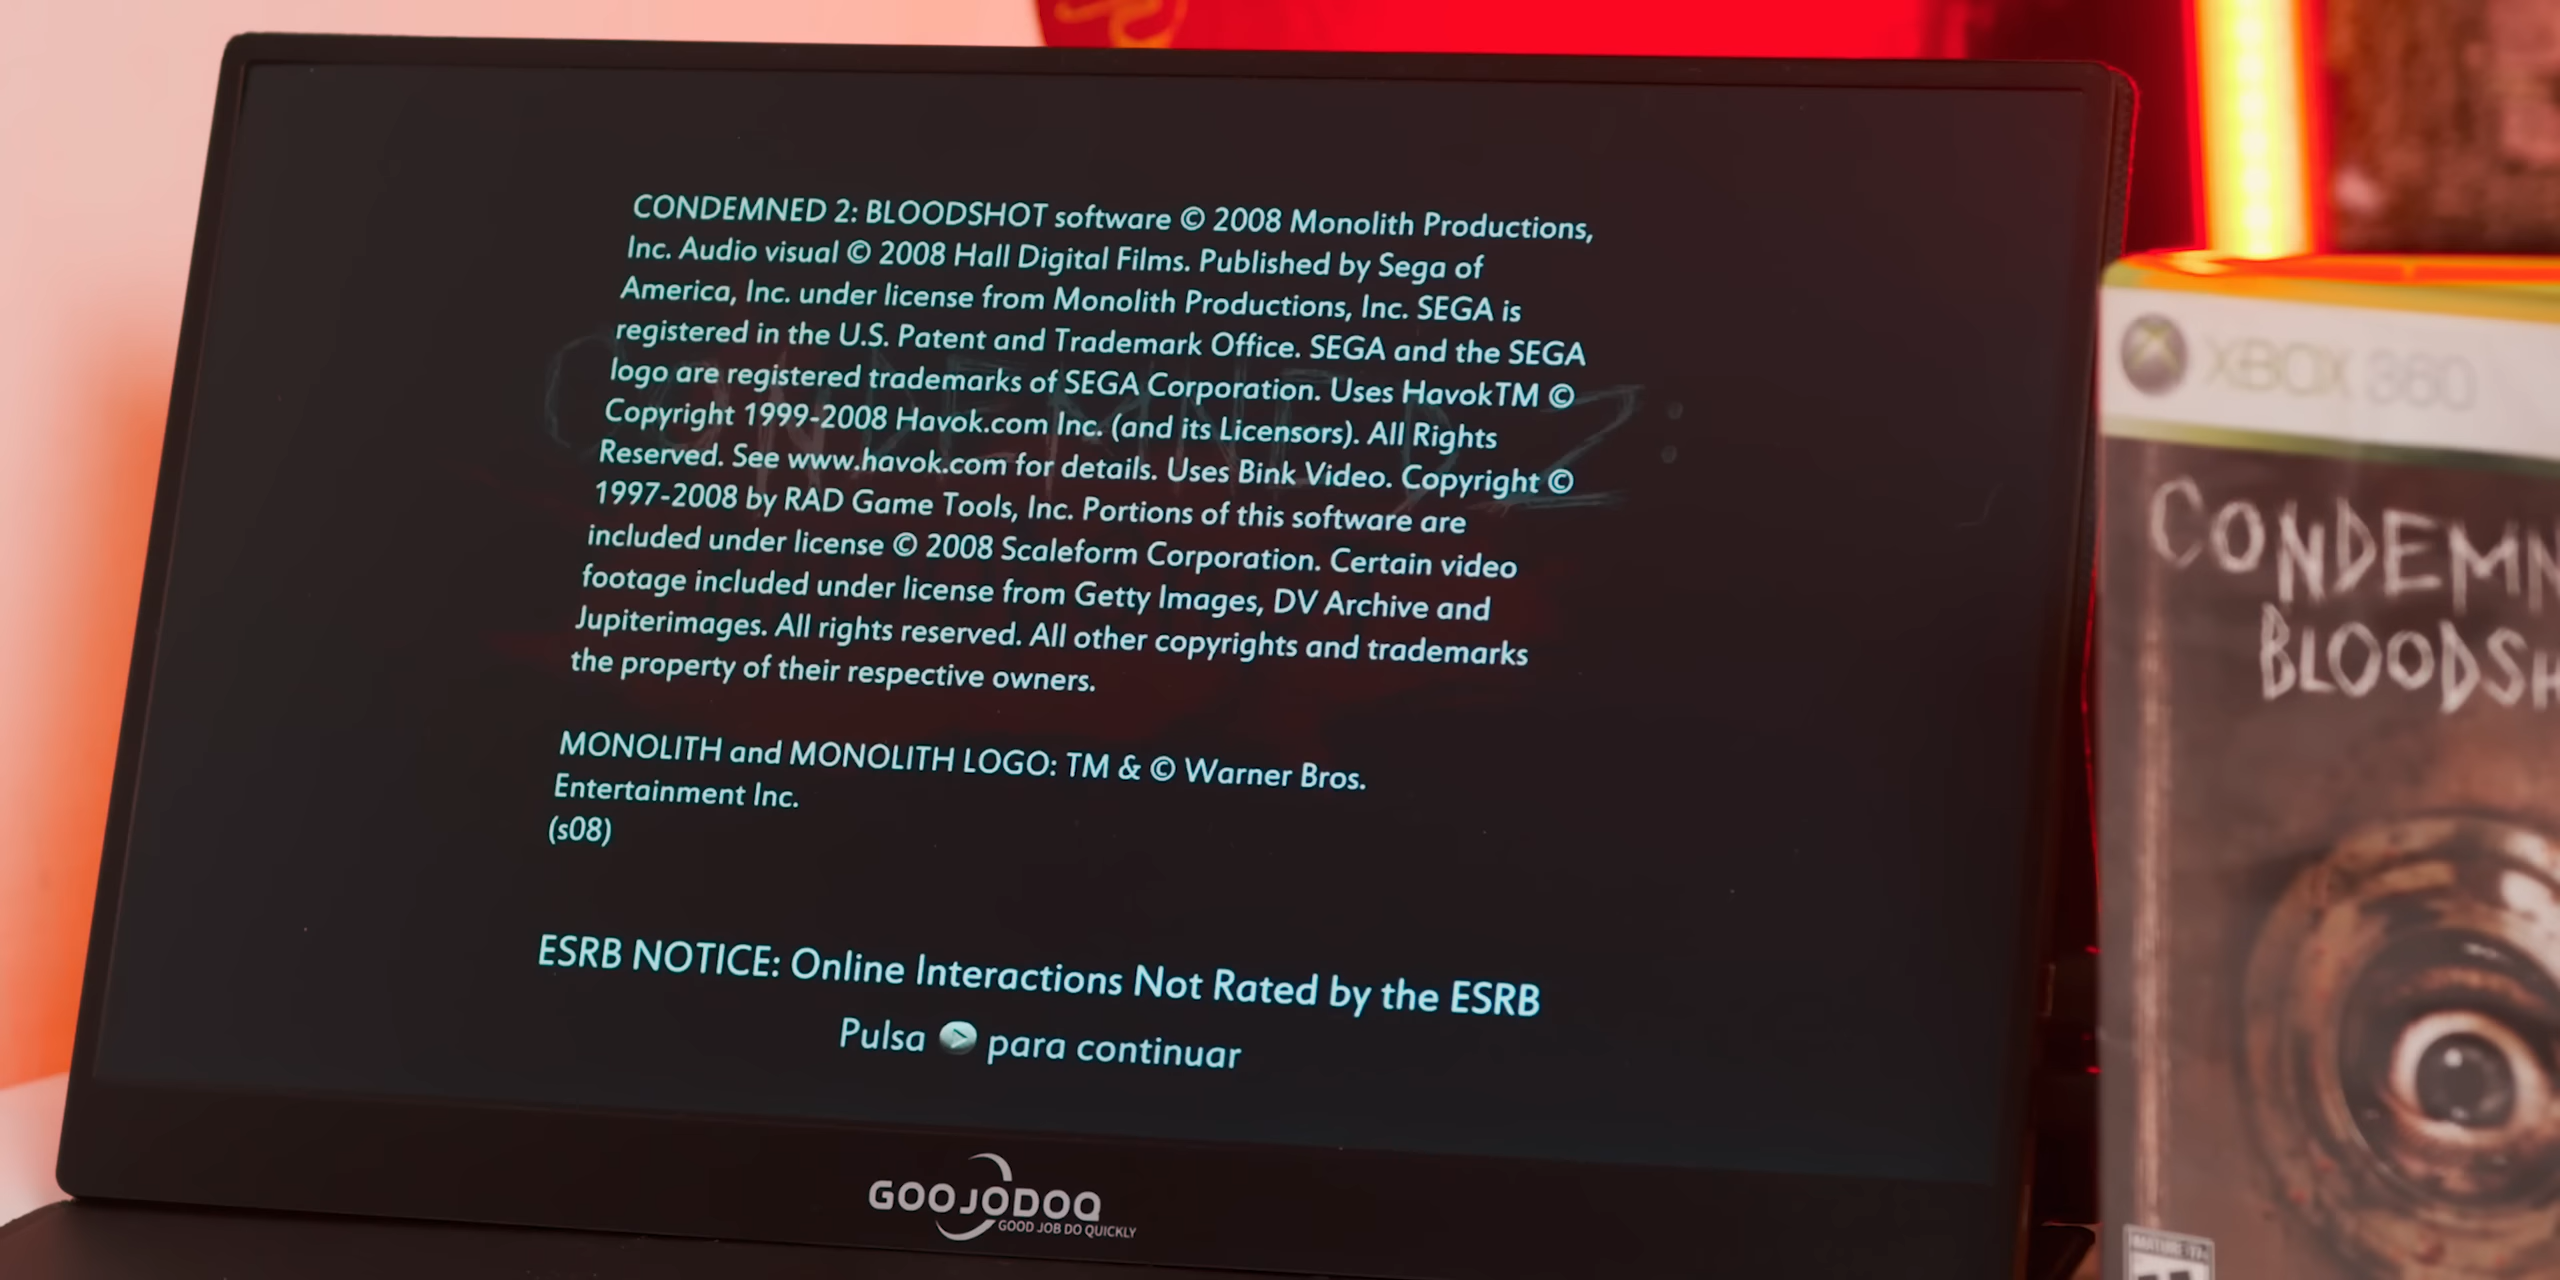 CONDEMNED 2: BLOODSHOT software © 2008 Monolith Productions,
Inc. Audio visual © 2008 Hall Digital Films. Published by Sega of
America, Inc. under license from Monolith Productions, Inc. SEGA is
registered in the U.S. Patent and Trademark Office. SEGA and the SEGA
logo are registered trademarks of SEGA Corporation. Uses HavokTM ©
Copyright 1999-2008 Havok.com Inc. (and its Licensors). All Rights
Reserved. See www.havok.com for details. Uses Bink Video. Copyright ©
1997-2008 by RAD Game Tools, Inc. Portions of this software are
included under license © 2008 Scaleform Corporation. Certain video
footage included under license from Getty Images, DV Archive and
Jupiterimages. All rights reserved. All other copyrights and trademarks
the property of their respective owners.
MONOLITH and MONOLITH LOGO: TM & © Warner Bros.
Entertainment Inc.
(s08)
ESRB NOTICE: Online Interactions Not Rated by the ESRB
Pulsa > para continuar
CONDEMNED 2:
GOOJODOQ
GOOD JOB DO QUICKLY
XBOX 360
CONDEMN
BLOODSH
MATURE 17+